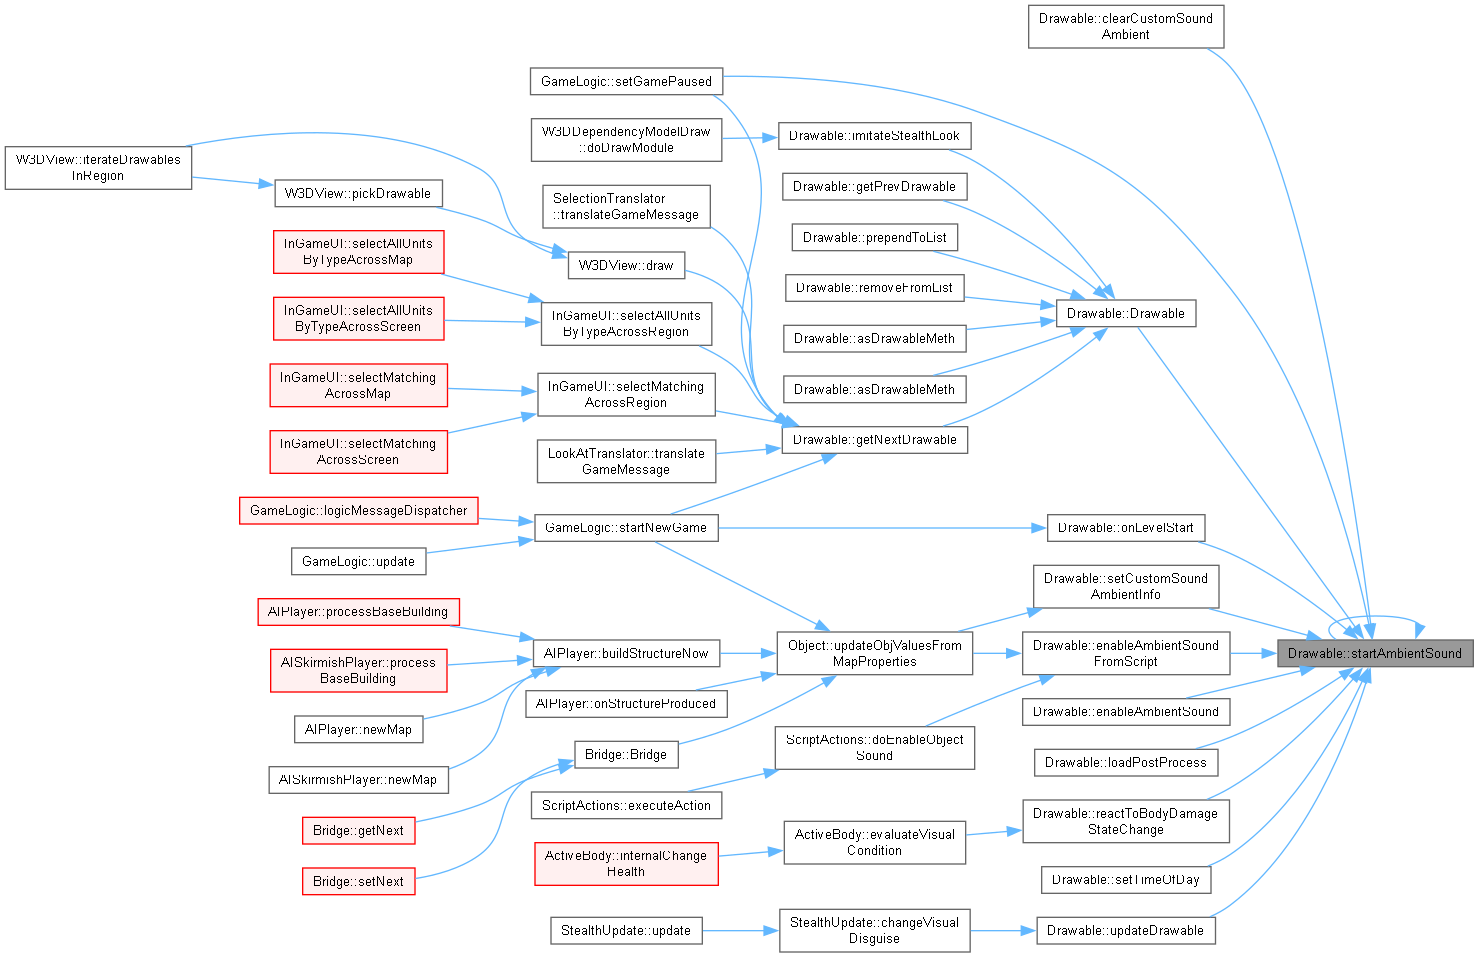 Drawable::clearCustomSound
Ambient
GameLogic::setGamePaused
W3DDependencyModelDraw
::doDrawModule
Drawable::imitateStealthLook
W3DView::iterateDrawables
InRegion
W3DView::pickDrawable
SelectionTranslator
::translateGameMessage
Drawable::getPrevDrawable
Drawable::prependToList
InGameUI::selectAllUnits
ByTypeAcrossMap
W3DView::draw
Drawable::removeFromList
InGameUI::selectAllUnits
ByTypeAcrossScreen
InGameUI::selectAllUnits
ByTypeAcrossRegion
Drawable::Drawable
Drawable::asDrawableMeth
InGameUI::selectMatching
AcrossMap
InGameUI::selectMatching
AcrossRegion
Drawable::asDrawableMeth
InGameUI::selectMatching
AcrossScreen
Drawable::getNextDrawable
LookAtTranslator::translate
GameMessage
GameLogic::logicMessageDispatcher
GameLogic::startNewGame
Drawable::onLevelStart
GameLogic::update
Drawable::setCustomSound
AmbientInfo
AIPlayer::processBaseBuilding
AIPlayer::buildStructureNow
Object::updateObjValuesFrom
MapProperties
Drawable::enableAmbientSound
FromScript
Drawable::startAmbientSound
AISkirmishPlayer::process
BaseBuilding
AIPlayer::onStructureProduced
Drawable::enableAmbientSound
AIPlayer::newMap
Bridge::Bridge
ScriptActions::doEnableObject
Sound
Drawable::loadPostProcess
AISkirmishPlayer::newMap
ScriptActions::executeAction
Bridge::getNext
ActiveBody::evaluateVisual
Condition
Drawable::reactToBodyDamage
StateChange
ActiveBody::internalChange
Health
Bridge::setNext
Drawable::setTimeOfDay
StealthUpdate::update
StealthUpdate::changeVisual
Disguise
Drawable::updateDrawable